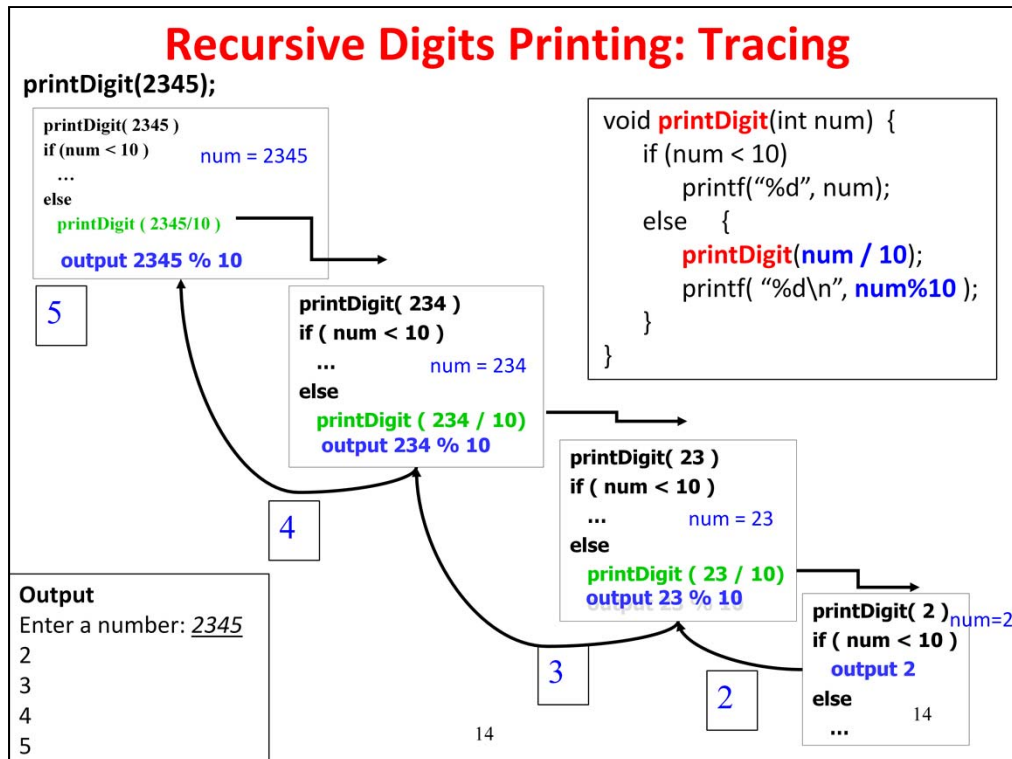 Recursive Digits Printing: Tracing
printDigit(2345);
printDigit( 2345 )
if (num < 10 )
num = 2345
...
else
printDigit ( 2345/10 )
output 2345 % 10
5
void printDigit(int num) {
if (num < 10)
printf(“%d”, num);
else {
printDigit(num / 10);
printf( “%d\n”, num%10 );
}
}
printDigit( 234 )
if ( num < 10 )
... num = 234
else
printDigit ( 234 / 10)
output 234 % 10
4
printDigit( 23 )
if ( num < 10 )
... num = 23
else
printDigit ( 23 / 10)
output 23 % 10
3
printDigit( 2 ) num=2
if ( num < 10 )
output 2
else
...
2
Output
Enter a number: 2345
2
3
4
5
14
14